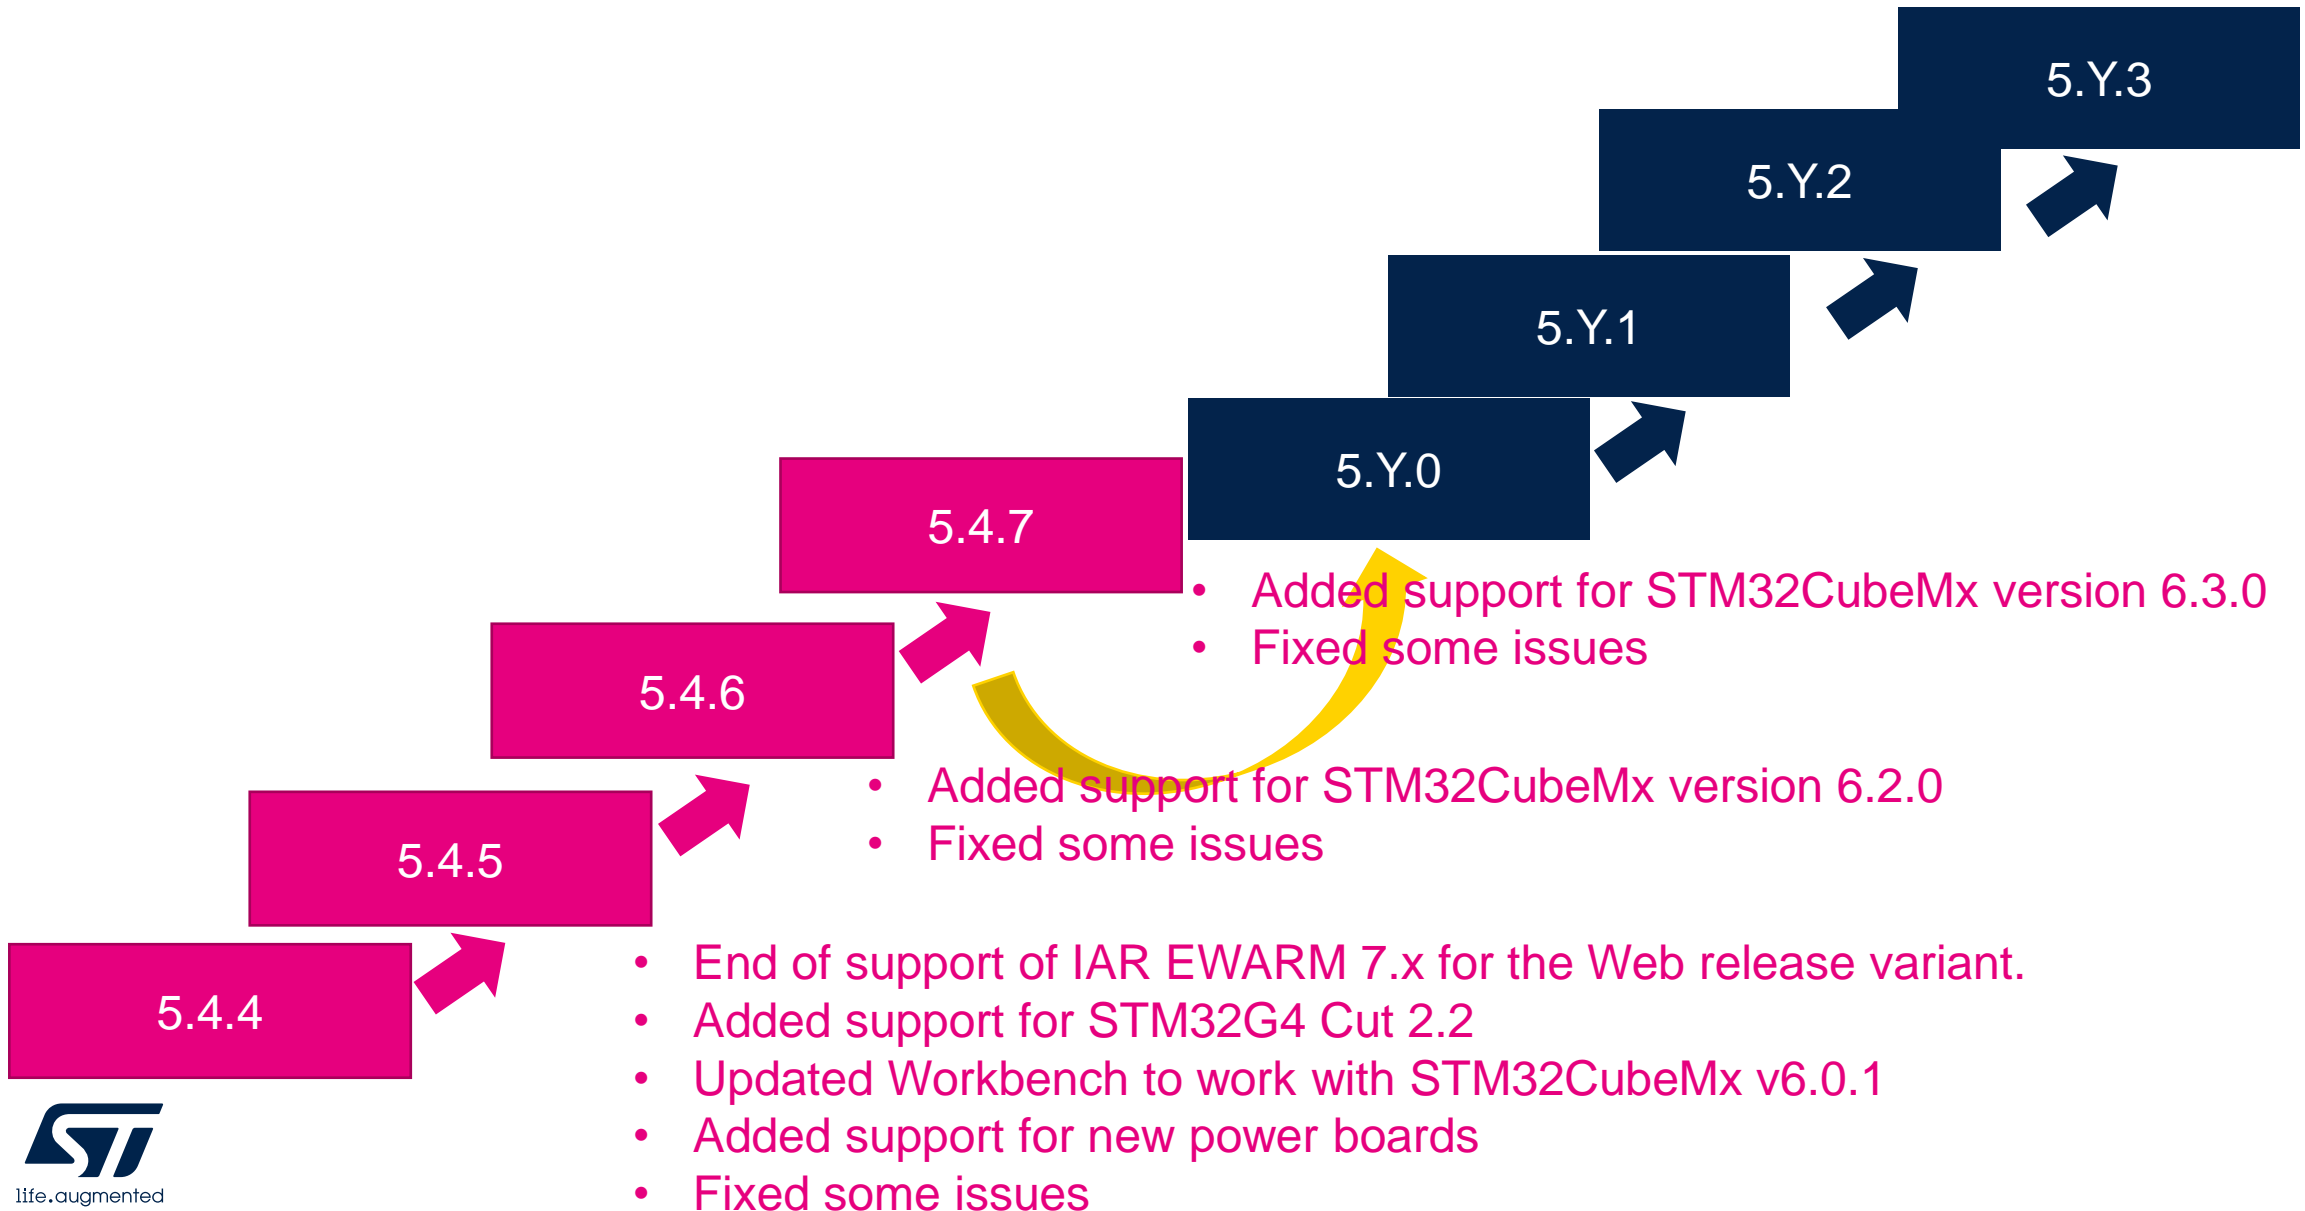 5.Y.3
5.Y.2
5.Y.1
5.Y.0
5.4.7
• Added support for STM32CubeMx version 6.3.0
• Fixed some issues
5.4.6
• Added support for STM32CubeMx version 6.2.0
• Fixed some issues
5.4.5
• End of support of IAR EWARM 7.x for the Web release variant.
• Added support for STM32G4 Cut 2.2
• Updated Workbench to work with STM32CubeMx v6.0.1
• Added support for new power boards
• Fixed some issues
5.4.4
ST
life.augmented